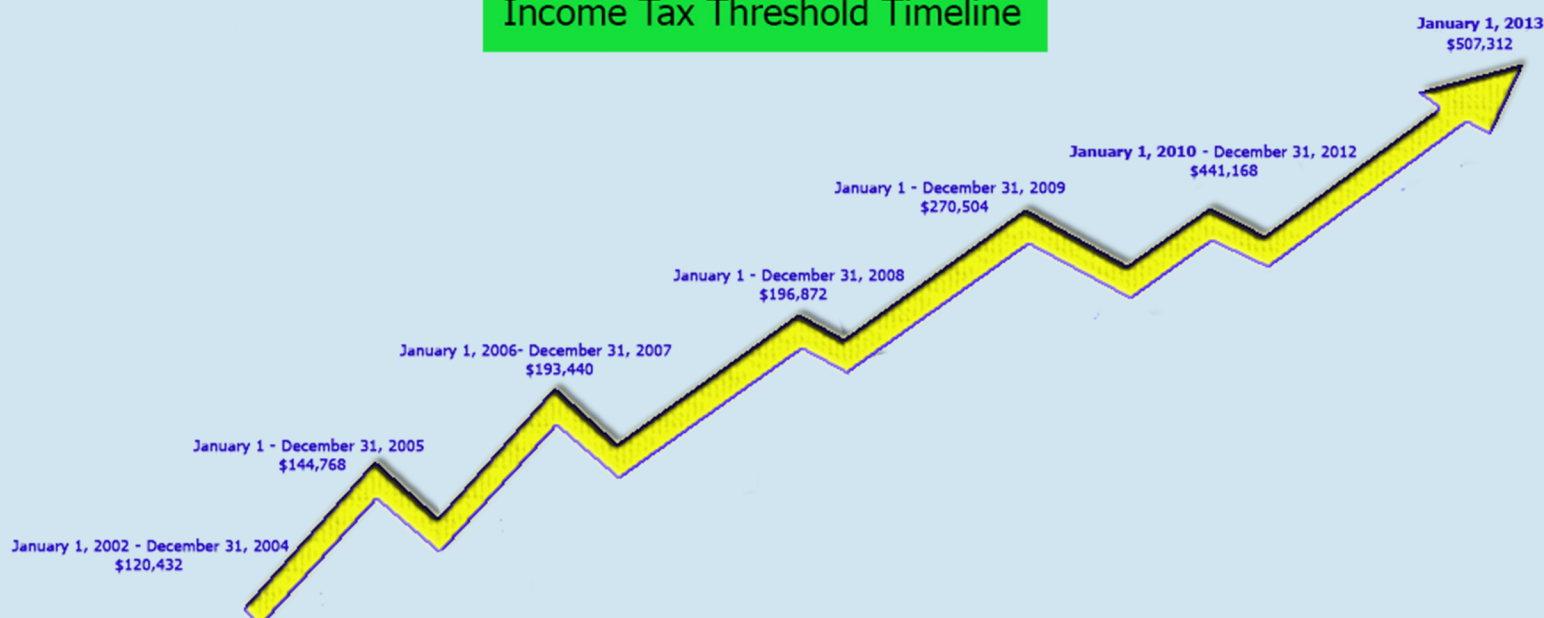 Income Tax Threshold Timeline
January 1, 2013
$507,312
January 1, 2010 - December 31, 2012
$441,168
January 1 - December 31, 2009
$270,504
January 1 - December 31, 2008
$196,872
January 1, 2006- December 31, 2007
$193,440
January 1 - December 31, 2005
$144,768
January 1, 2002 - December 31, 2004
$120,432